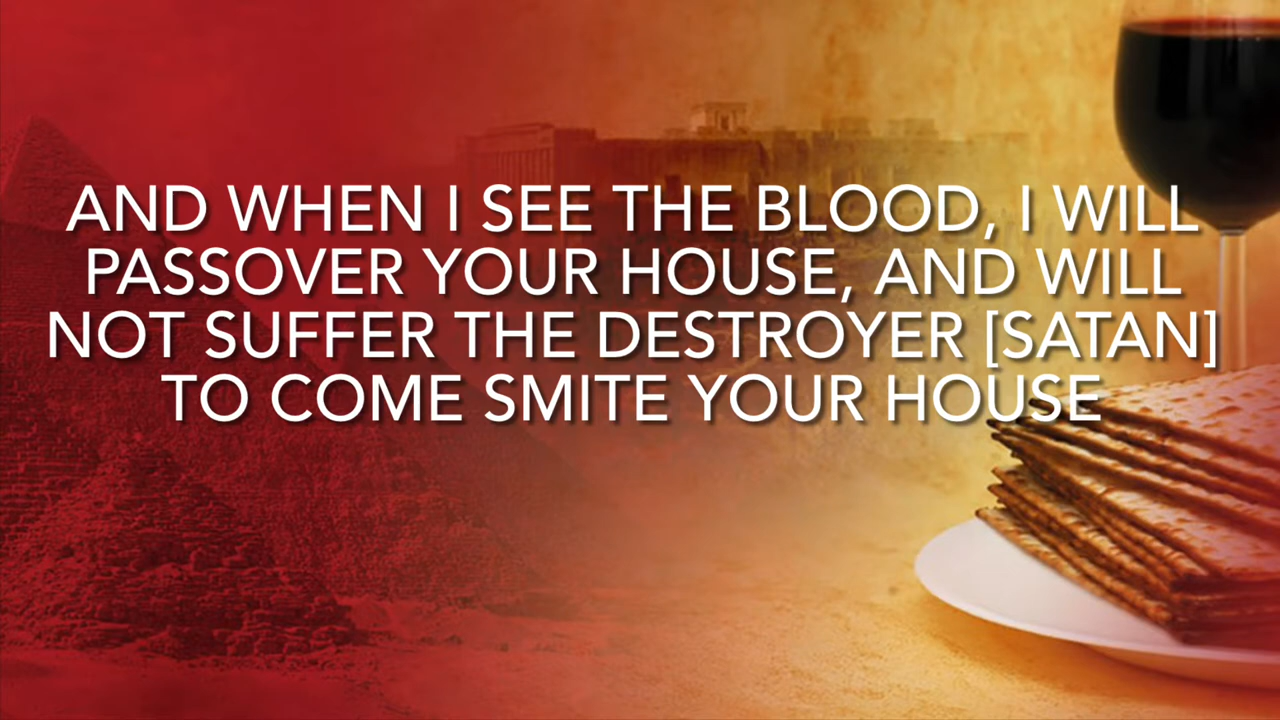 AND WHEN I SEE THE BLOOD, I WILL
PASSOVER YOUR HOUSE, AND WILL
NOT SUFFER THE DESTROYER [SATAN]
TO COME SMITE YOUR HOUSE